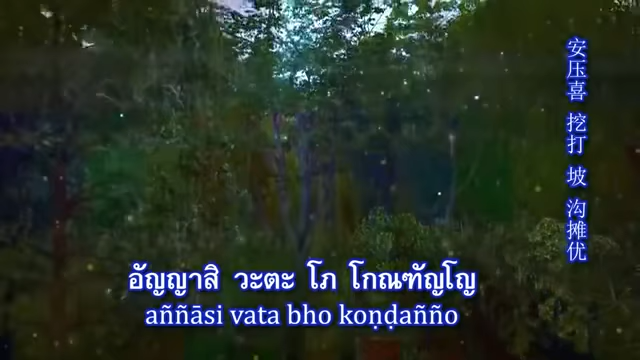 安压喜 挖打 坡 沟摊优
อัญญาสิ วะตะ โภ โกณฑัญโญ
aññāsi vata bho koṇḍañño